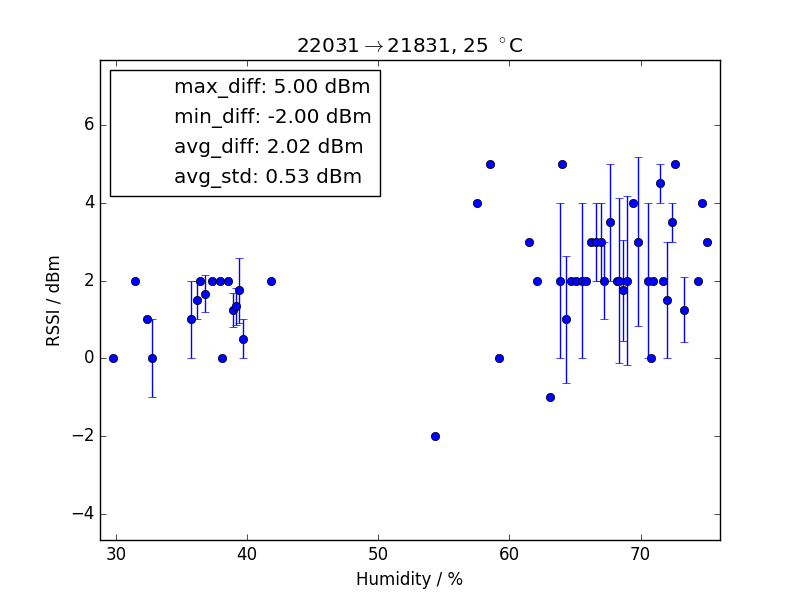 22031→21831, 25 °C
max_diff: 5.00 dBm
min_diff: -2.00 dBm
avg_diff: 2.02 dBm
avg_std: 0.53 dBm
RSSI / dBm
6
4
2
0
−2
−4
30 40 50 60 70
Humidity / %